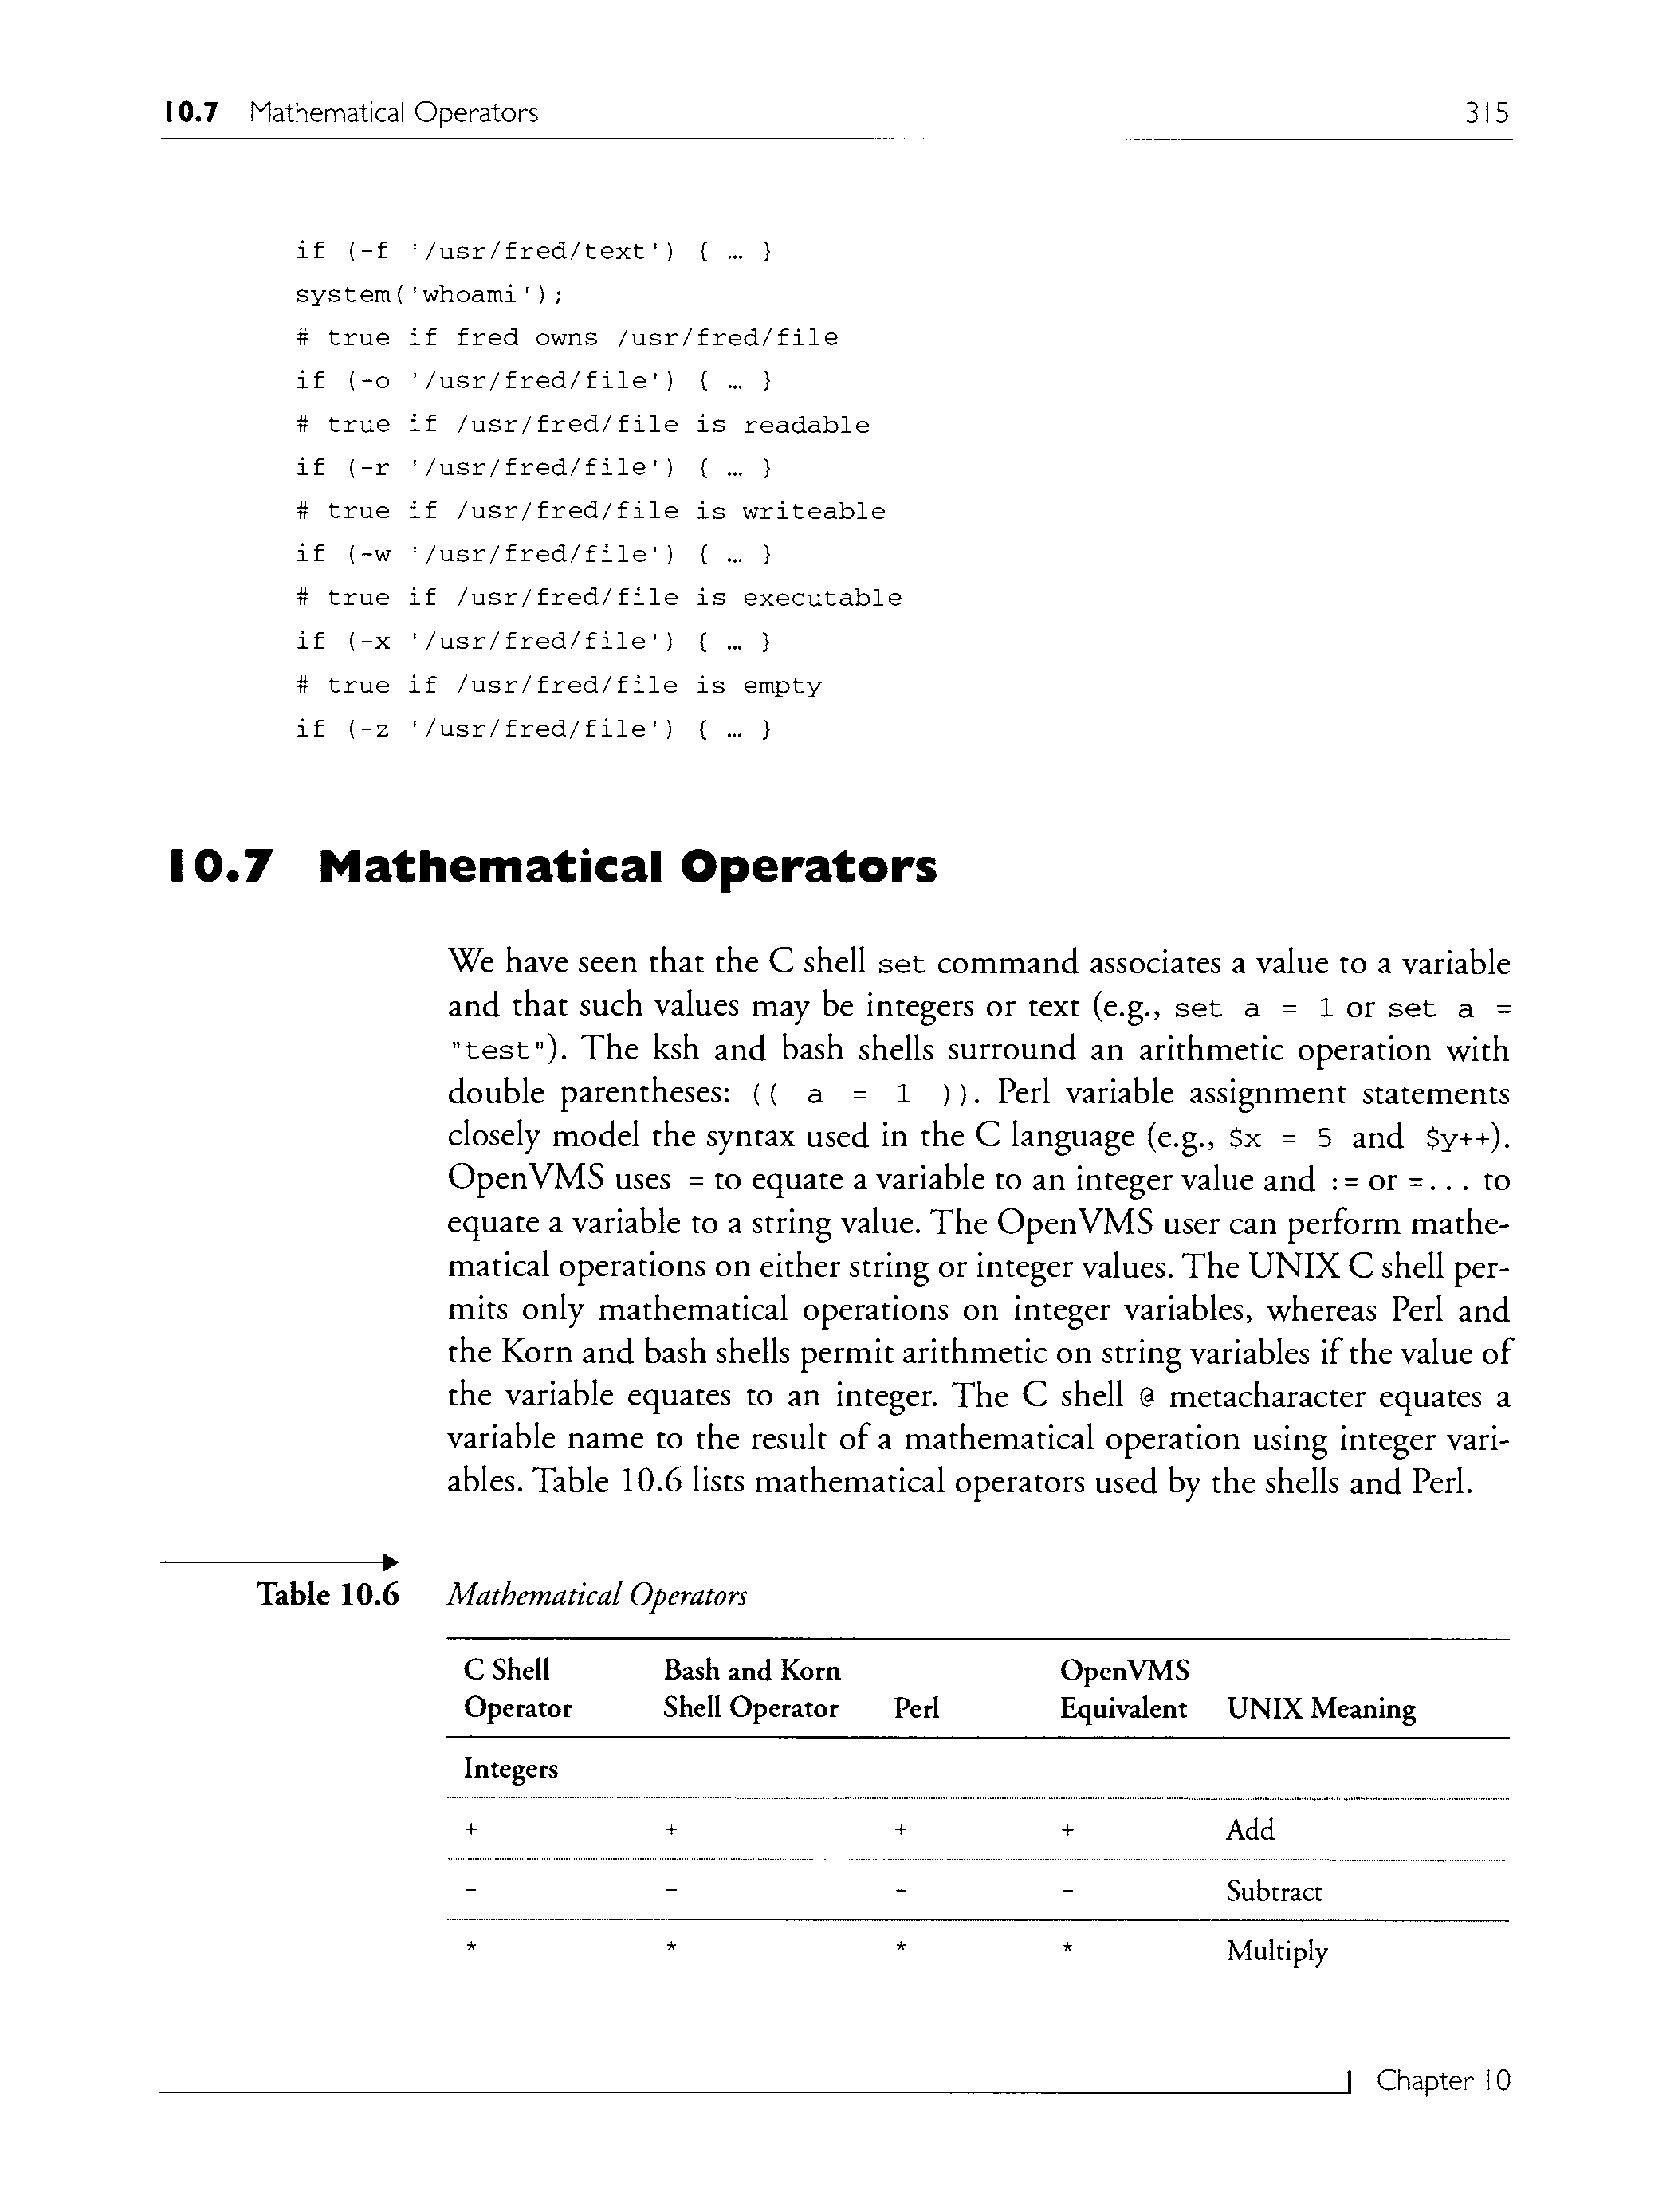 10.7 Mathematical Operators 315
if (-f '/usr/fred/text') { … }
system('whoami');
# true if fred owns /usr/fred/file
if (-o '/usr/fred/file') { … }
# true if /usr/fred/file is readable
if (-r '/usr/fred/file') { … }
# true if /usr/fred/file is writeable
if (-w '/usr/fred/file') { … }
# true if /usr/fred/file is executable
if (-x '/usr/fred/file') { … }
# true if /usr/fred/file is empty
if (-z '/usr/fred/file') { … }
10.7 Mathematical Operators
We have seen that the C shell set command associates a value to a variable
and that such values may be integers or text (e.g., set a = 1 or set a =
"test"). The ksh and bash shells surround an arithmetic operation with
double parentheses: (( a = 1 )). Perl variable assignment statements
closely model the syntax used in the C language (e.g., $x = 5 and $y++).
OpenVMS uses = to equate a variable to an integer value and := or =... to
equate a variable to a string value. The OpenVMS user can perform mathe-
matical operations on either string or integer values. The UNIX C shell per-
mits only mathematical operations on integer variables, whereas Perl and
the Korn and bash shells permit arithmetic on string variables if the value of
the variable equates to an integer. The C shell @ metacharacter equates a
variable name to the result of a mathematical operation using integer vari-
ables. Table 10.6 lists mathematical operators used by the shells and Perl.
Table 10.6 Mathematical Operators
C Shell Bash and Korn OpenVMS
Operator Shell Operator Perl Equivalent UNIX Meaning
Integers
+ + + + Add
- - - - Subtract
* * * * Multiply
Chapter 10